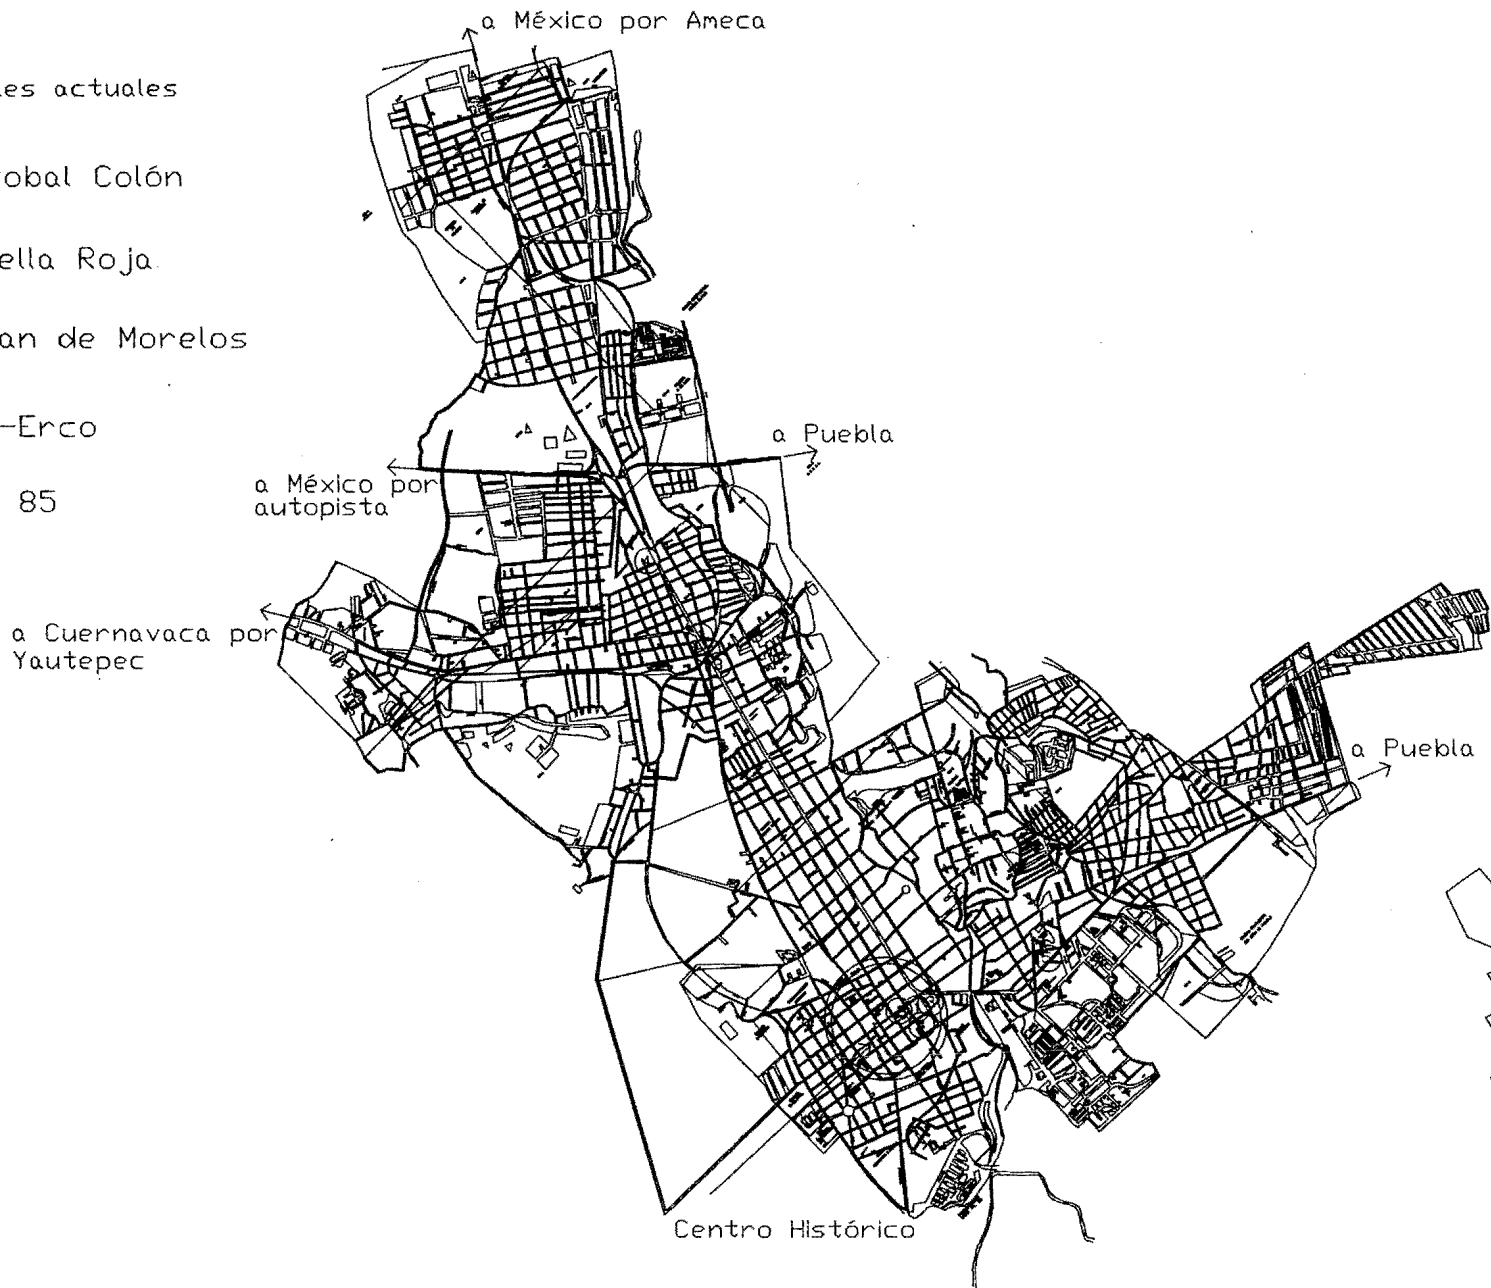 a México por Ameca
es actuales
obal Colón
ella Roja
an de Morelos
-Erco
85
a Puebla
a México por
autopista
a Cuernavaca por
Yautepec
a Puebla
Centro Histórico